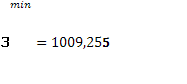 min
3 = 1009,255